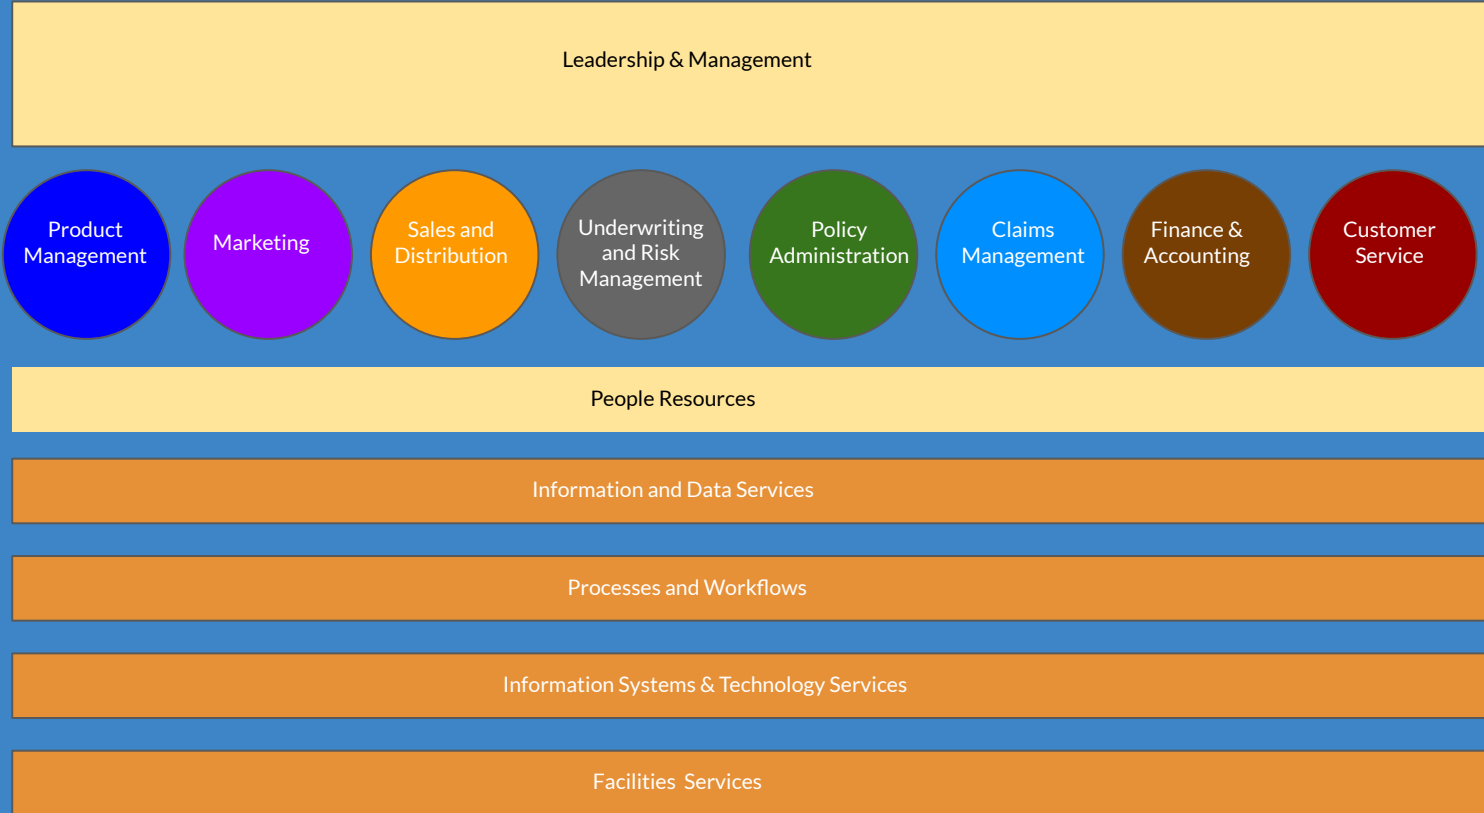 Leadership & Management
Product
Management
Marketing
Sales and
Distribution
Underwriting
and Risk
Management
Policy
Administration
Claims
Management
Finance &
Accounting
Customer
Service
People Resources
Information and Data Services
Processes and Workflows
Information Systems & Technology Services
Facilities  Services